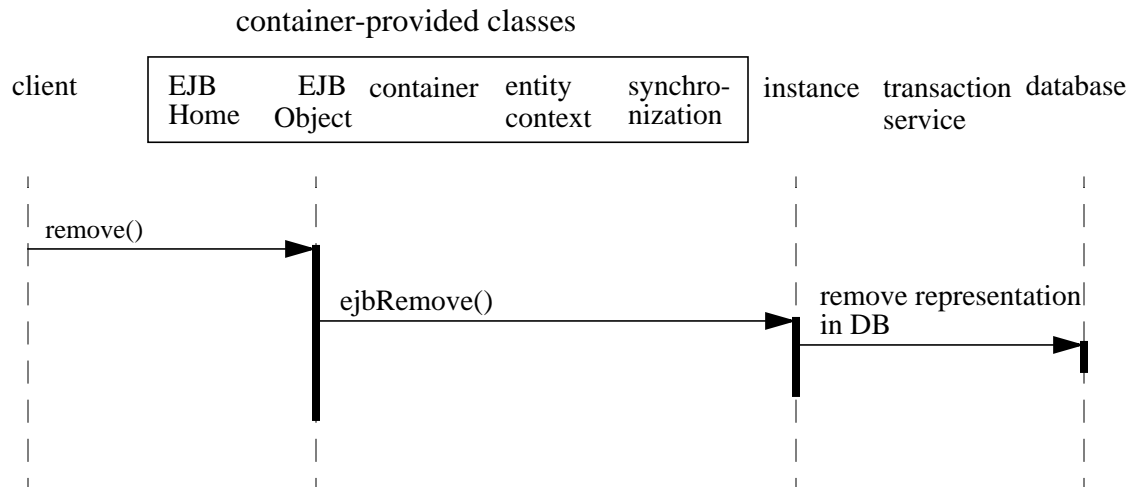 container-provided classes
client
EJB
Home
EJB
Object
container
entity
context
synchro-
nization
instance
transaction
service
database
remove()
ejbRemove()
remove representation
in DB